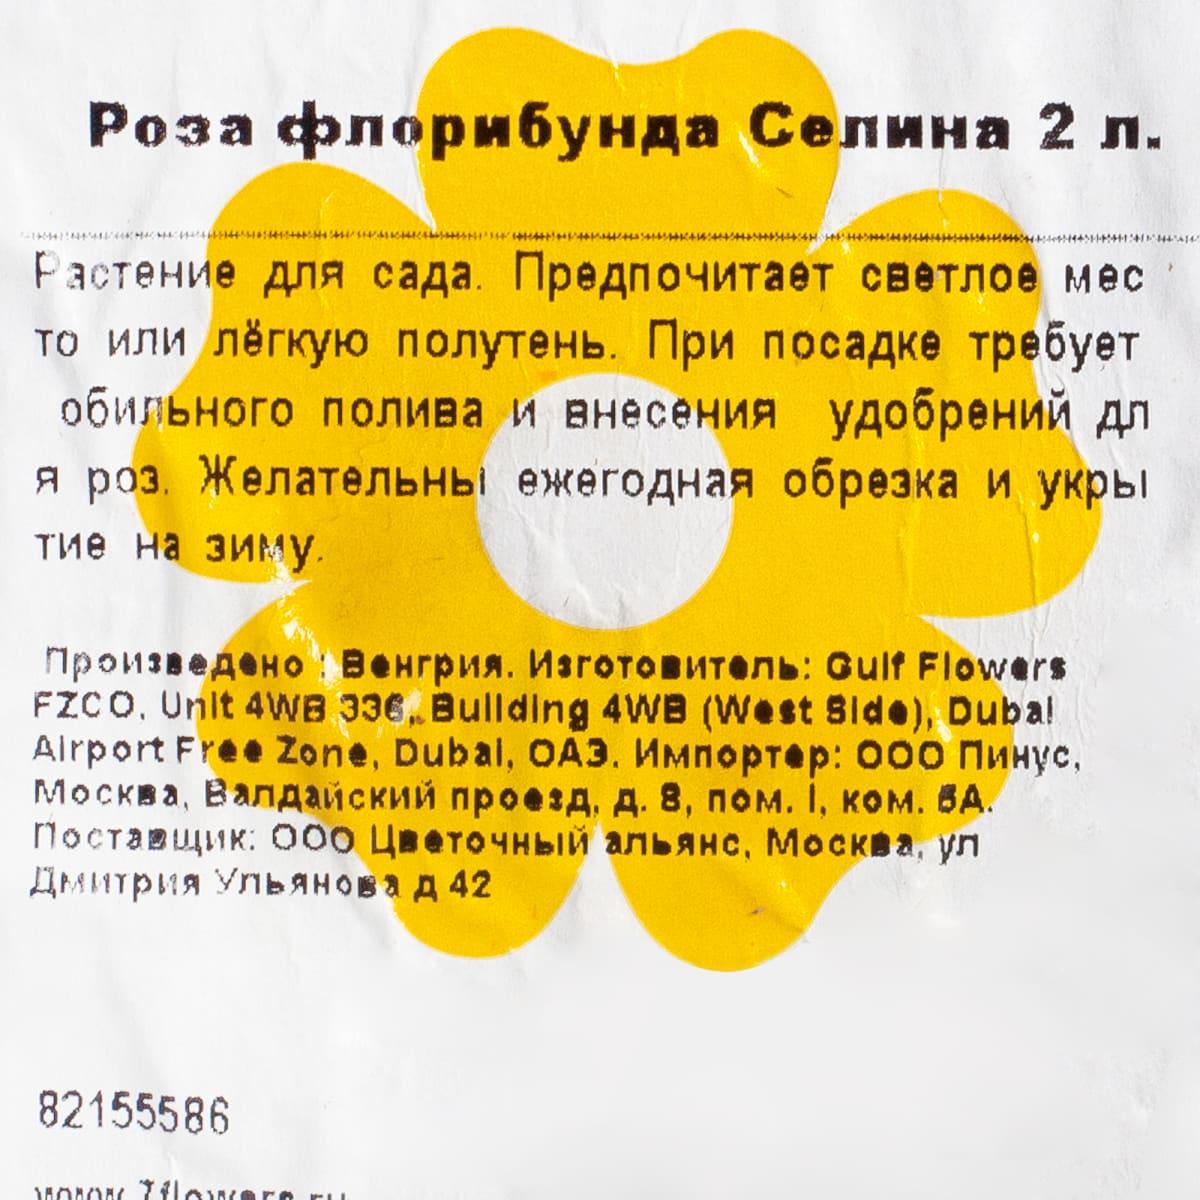 Роза флорибунда Селина 2 л.
Растение для сада. Предпочитает светлое мес
то или лёгкую полутень. При посадке требует
обильного полива и внесения удобрений дл
я роз. Желательны ежегодная обрезка и укры
тие на зиму.
Произведено : Венгрия. Изготовитель: Gulf Flowers
FZCO, Unit 4WB 336, Building 4WB (West Side), Dubai
Airport Free Zone, Dubai, ОАЭ. Импортер: ООО Пинус,
Москва, Валдайский проезд, д. 8, пом. I, ком. 6А.
Поставщик: ООО Цветочный альянс, Москва, ул
Дмитрия Ульянова д 42
82155586
www.7flowers.ru